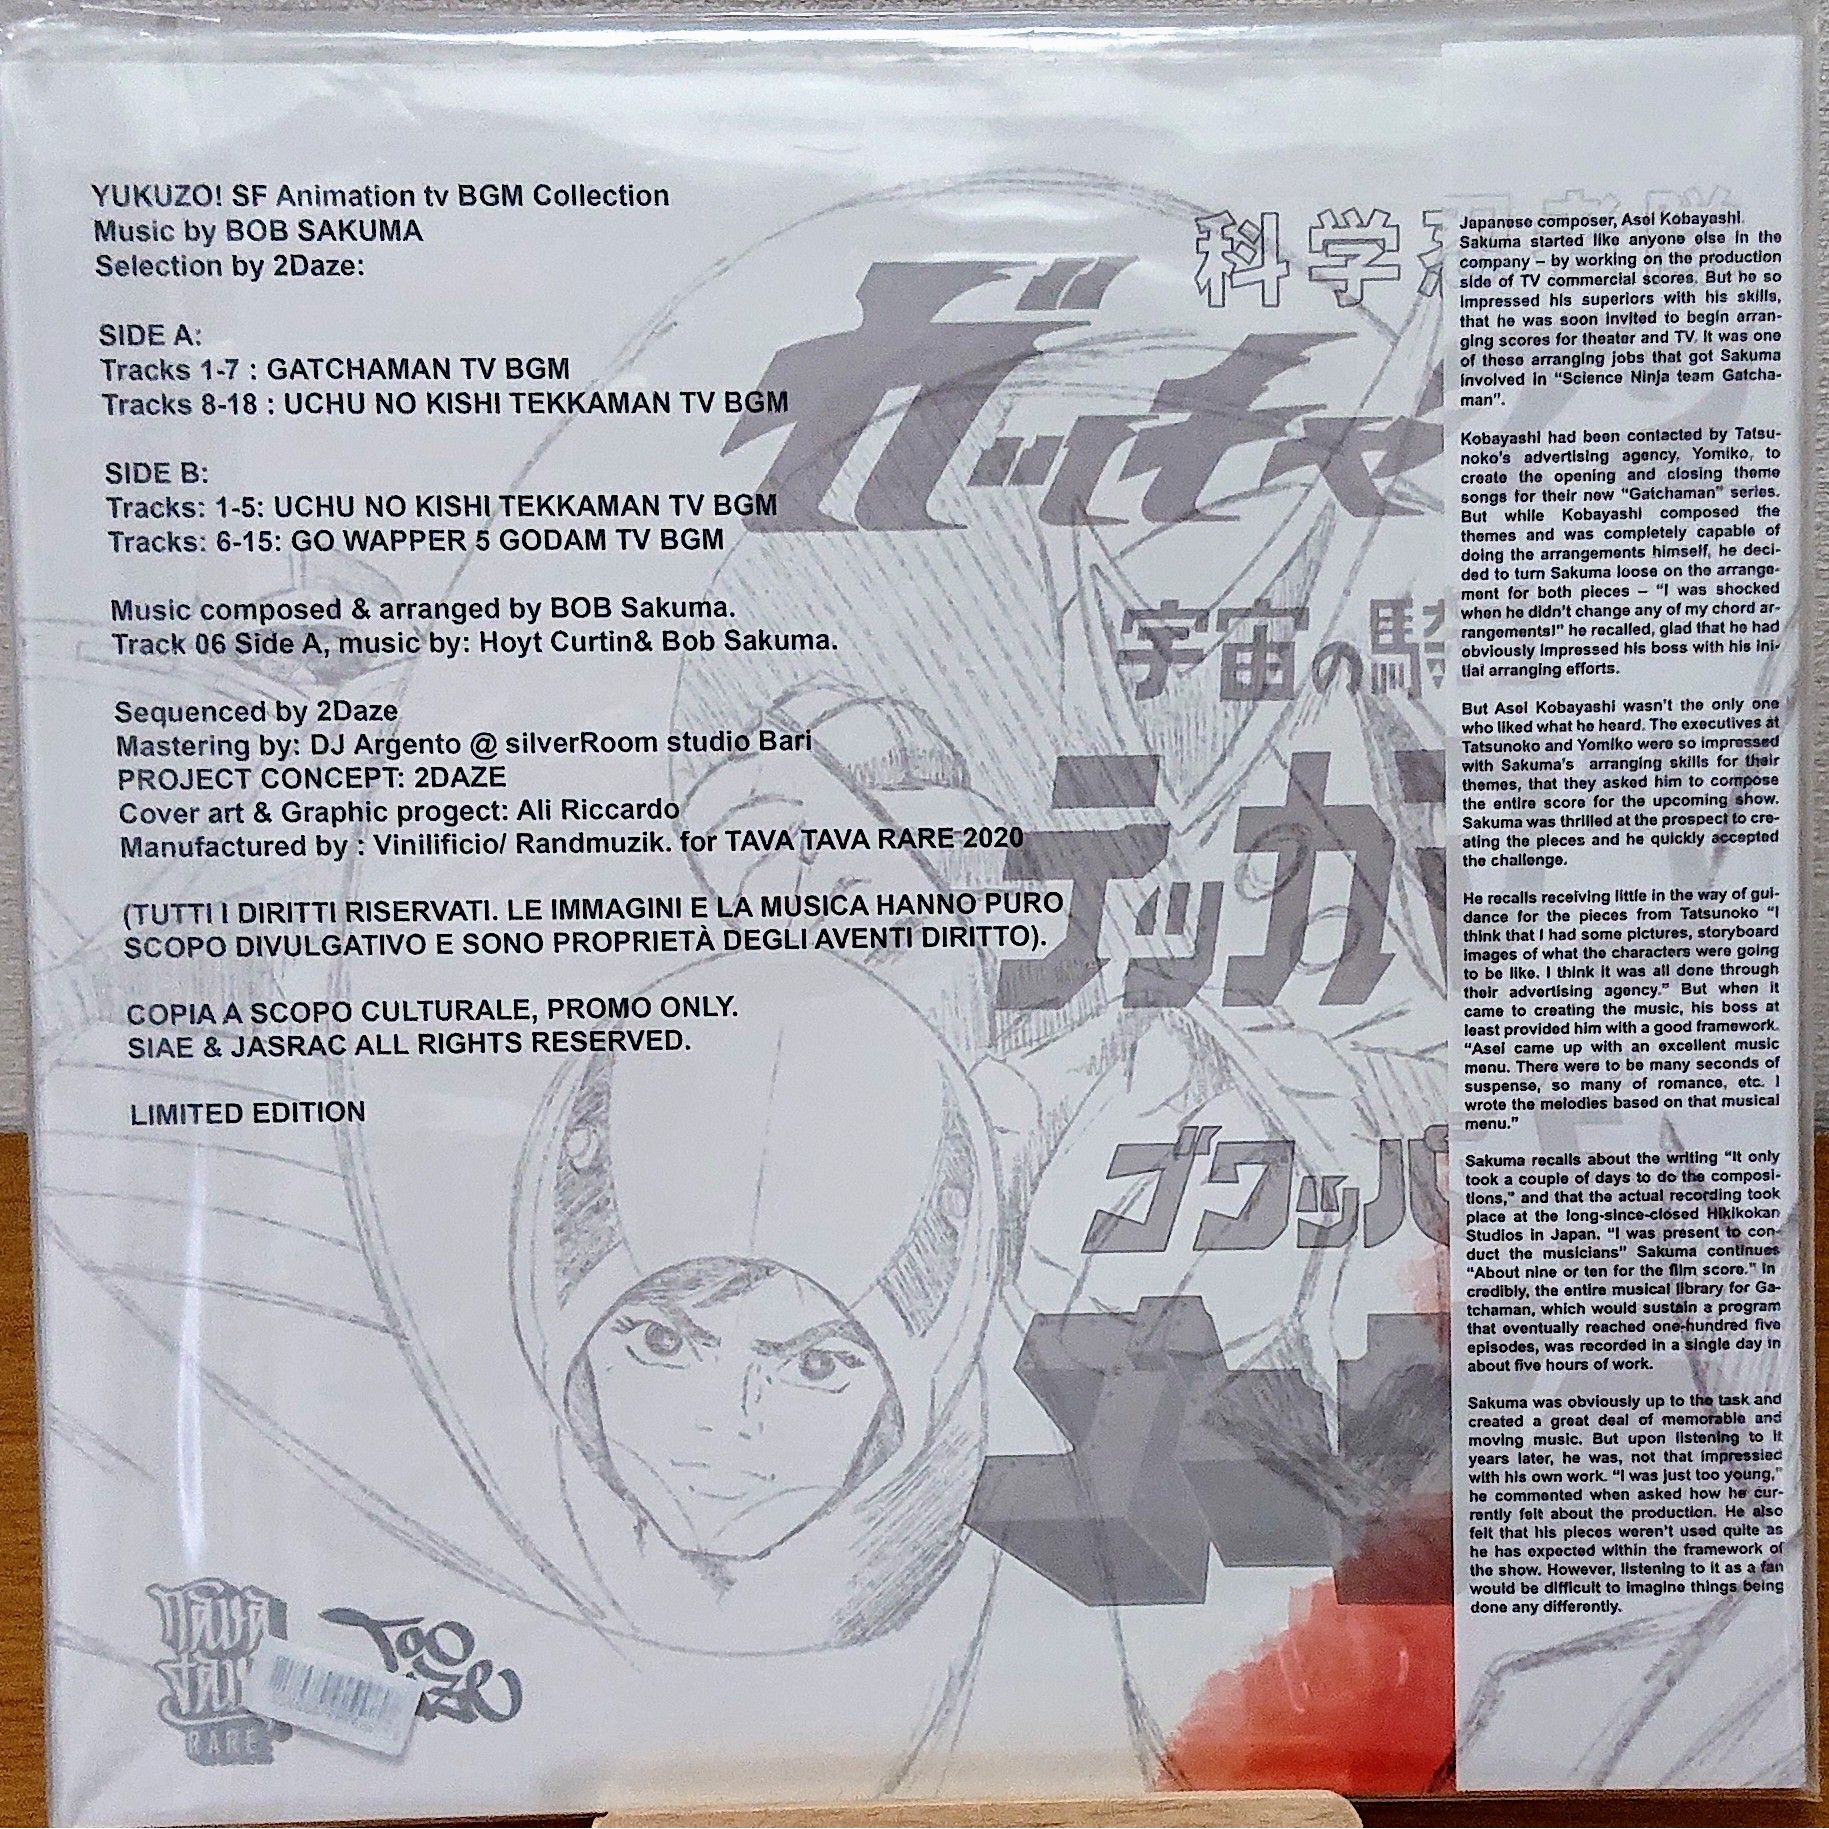 YUKUZO! SF Animation tv BGM Collection
Music by BOB SAKUMA
Selection by 2Daze:
SIDE A:
Tracks 1-7 : GATCHAMAN TV BGM
Tracks 8-18 : UCHU NO KISHI TEKKAMAN TV BGM
SIDE B:
Tracks: 1-5: UCHU NO KISHI TEKKAMAN TV BGM
Tracks: 6-15: GO WAPPER 5 GODAM TV BGM
Music composed & arranged by BOB Sakuma.
Track 06 Side A, music by: Hoyt Curtin& Bob Sakuma.
Sequenced by 2Daze
Mastering by: DJ Argento @ silverRoom studio Bari
PROJECT CONCEPT: 2DAZE
Cover art & Graphic progect: Ali Riccardo
Manufactured by : Vinilificio/ Randmuzik. for TAVA TAVA RARE 2020
(TUTTI I DIRITTI RISERVATI. LE IMMAGINI E LA MUSICA HANNO PURO
SCOPO DIVULGATIVO E SONO PROPRIETÀ DEGLI AVENTI DIRITTO).
COPIA A SCOPO CULTURALE, PROMO ONLY.
SIAE & JASRAC ALL RIGHTS RESERVED.
LIMITED EDITION
科学
ガッチャ
宇宙の騎
テッカ
ゴワッパ
RARE
Japanese composer, Asei Kobayashi.
Sakuma started like anyone else in the
company – by working on the production
side of TV commercial scores. But he so
impressed his superiors with his skills,
that he was soon invited to begin arran-
ging scores for theater and TV. It was one
of these arranging jobs that got Sakuma
involved in “Science Ninja team Gatcha-
man”.
Kobayashi had been contacted by Tatsu-
noko's advertising agency, Yomiko, to
create the opening and closing theme
songs for their new “Gatchaman” series.
But while Kobayashi composed the
themes and was completely capable of
doing the arrangements himself, he deci-
ded to turn Sakuma loose on the arrange-
ment for both pieces – “I was shocked
when he didn't change any of my chord ar-
rangements!” he recalled, glad that he had
obviously impressed his boss with his ini-
tial arranging efforts.
But Asei Kobayashi wasn't the only one
who liked what he heard. The executives at
Tatsunoko and Yomiko were so impressed
with Sakuma's arranging skills for their
themes, that they asked him to compose
the entire score for the upcoming show.
Sakuma was thrilled at the prospect to cre-
ating the pieces and he quickly accepted
the challenge.
He recalls receiving little in the way of gui-
dance for the pieces from Tatsunoko “I
think that I had some pictures, storyboard
images of what the characters were going
to be like. I think it was all done through
their advertising agency.” But when it
came to creating the music, his boss at
least provided him with a good framework.
“Asei came up with an excellent music
menu. There were to be many seconds of
suspense, so many of romance, etc. I
wrote the melodies based on that musical
menu.”
Sakuma recalls about the writing “It only
took a couple of days to do the composi-
tions,” and that the actual recording took
place at the long-since-closed Hikikokan
Studios in Japan. “I was present to con-
duct the musicians” Sakuma continues
“About nine or ten for the film score.” In
credibly, the entire musical library for Ga-
tchaman, which would sustain a program
that eventually reached one-hundred five
episodes, was recorded in a single day in
about five hours of work.
Sakuma was obviously up to the task and
created a great deal of memorable and
moving music. But upon listening to it
years later, he was, not that impressied
with his own work. “I was just too young,”
he commented when asked how he cur-
rently felt about the production. He also
felt that his pieces weren't used quite as
he has expected within the framework of
the show. However, listening to it as a fan
would be difficult to imagine things being
done any differently.